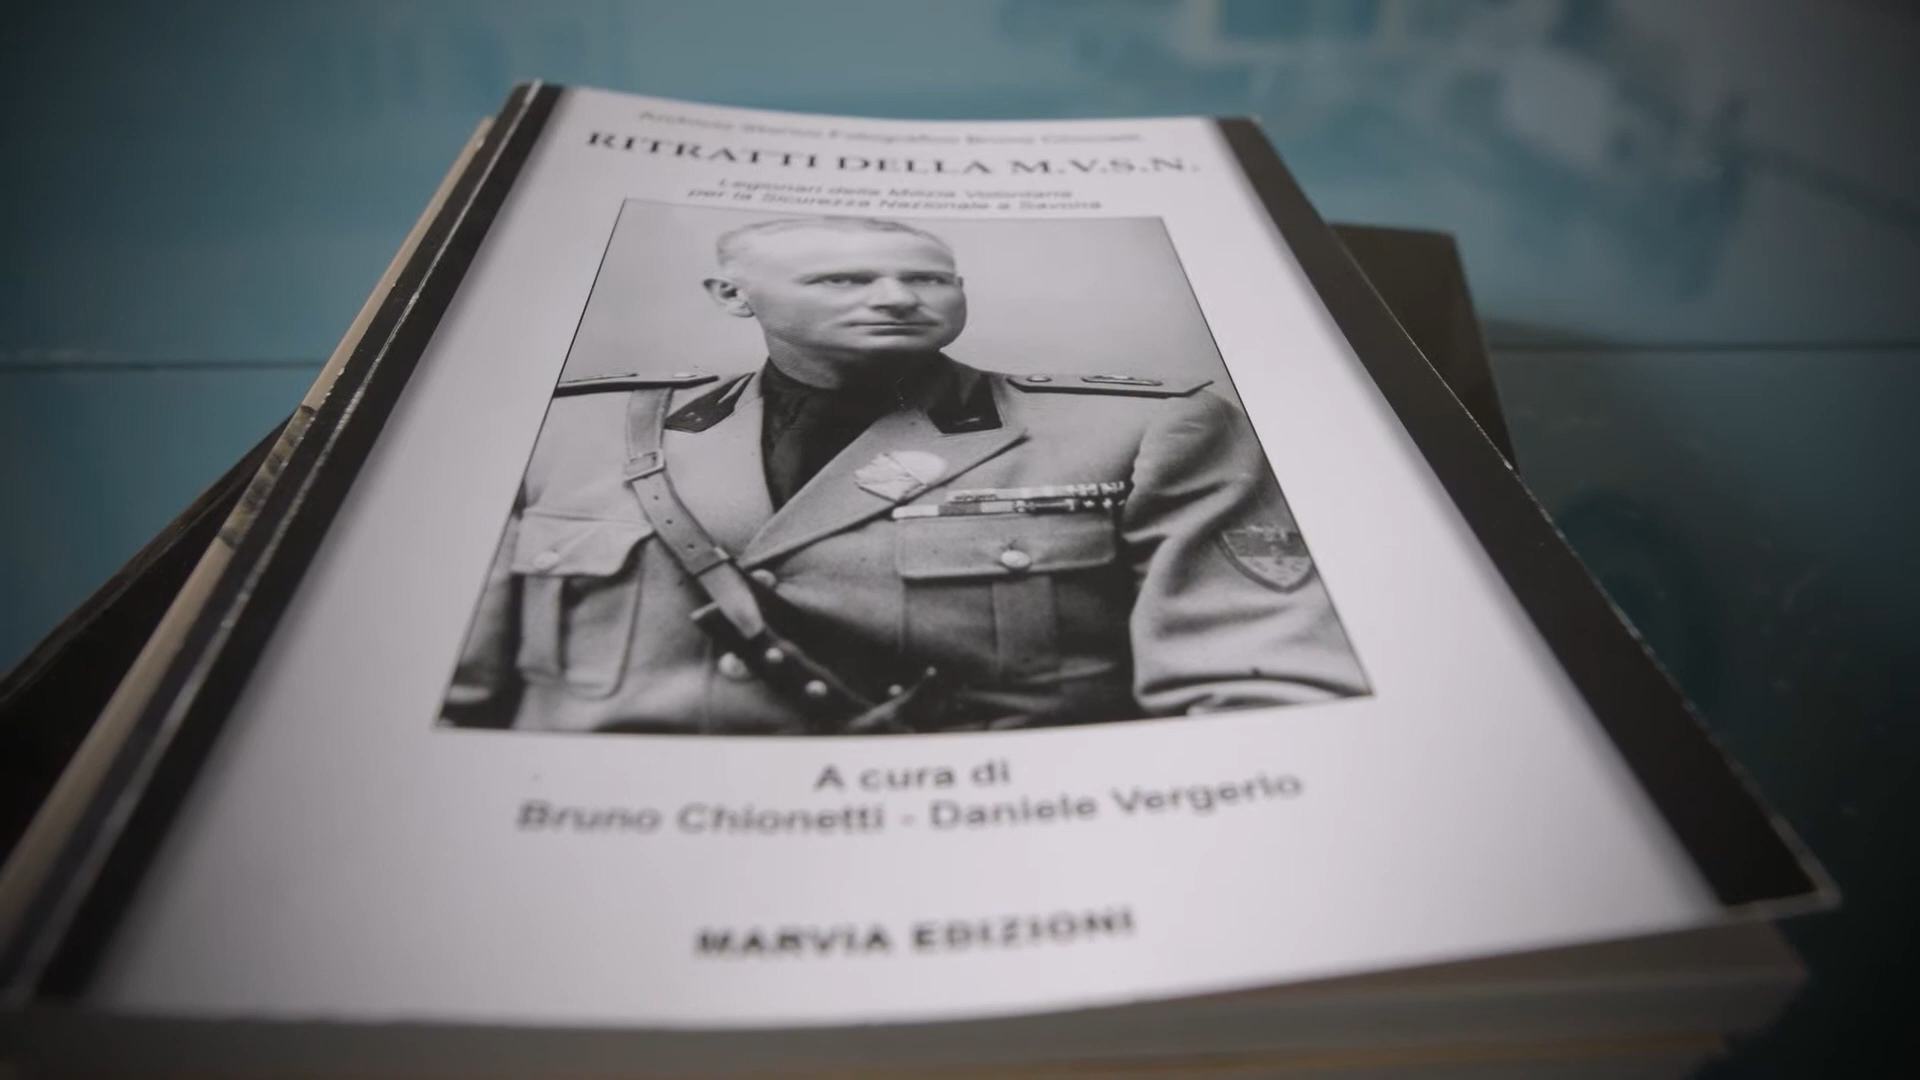 Archivio Storico Fotografico Bruno Chionetti
RITRATTI DELLA M.V.S.N.
Legionari della Milizia Volontaria
per la Sicurezza Nazionale a Savona
A cura di
Bruno Chionetti - Daniele Vergerio
MARVIA EDIZIONI